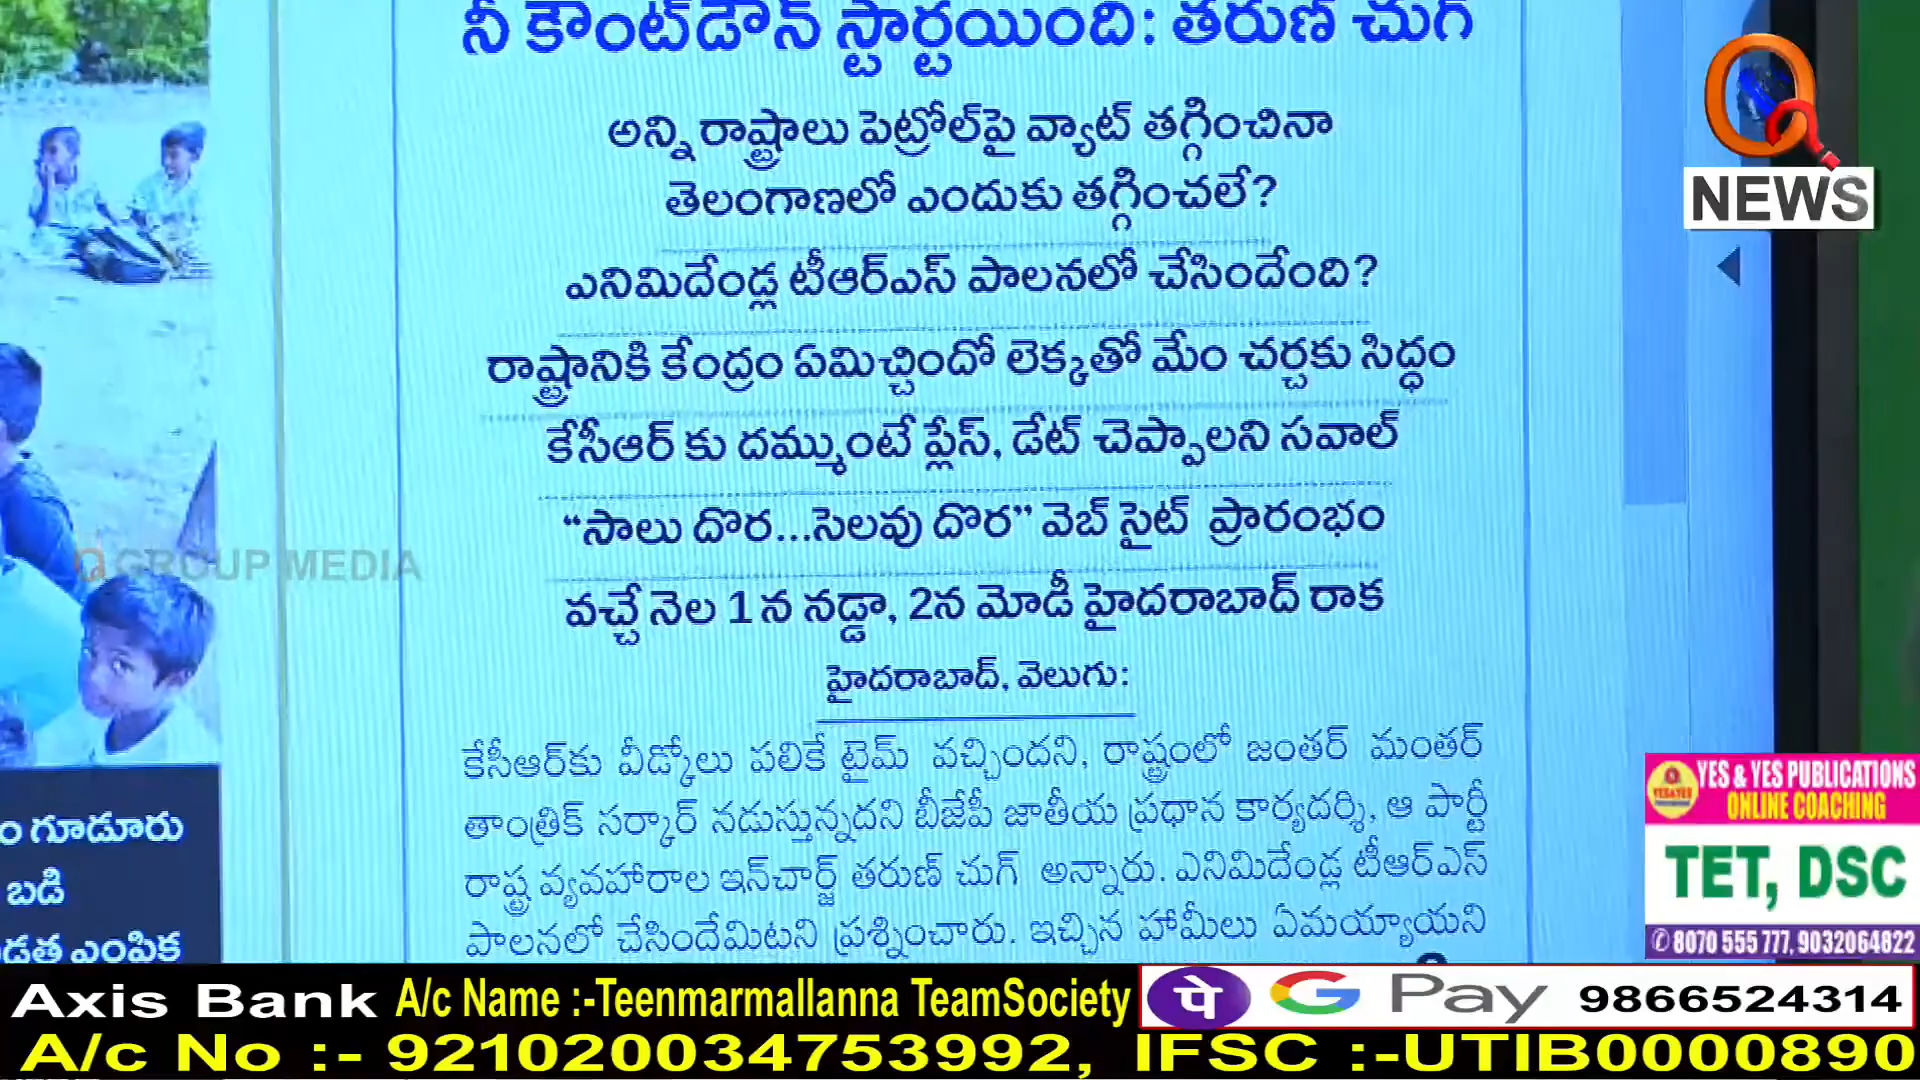 నీ కౌంట్‌డౌన్ స్టార్టయింది: తరుణ్ చుగ్
అన్ని రాష్ట్రాలు పెట్రోల్‌పై వ్యాట్ తగ్గించినా
తెలంగాణలో ఎందుకు తగ్గించలే?
ఎనిమిదేండ్ల టీఆర్ఎస్ పాలనలో చేసిందేంది?
రాష్ట్రానికి కేంద్రం ఏమిచ్చిందో లెక్కతో మేం చర్చకు సిద్ధం
కేసీఆర్ కు దమ్ముంటే ప్లేస్, డేట్ చెప్పాలని సవాల్
“సాలు దొర...సెలవు దొర” వెబ్ సైట్ ప్రారంభం
వచ్చే నెల 1న నడ్డా, 2న మోడీ హైదరాబాద్ రాక
హైదరాబాద్, వెలుగు:
కేసీఆర్‌కు వీడ్కోలు పలికే టైమ్ వచ్చిందని, రాష్ట్రంలో జంతర్ మంతర్
తాంత్రిక్ సర్కార్ నడుస్తున్నదని బీజేపీ జాతీయ ప్రధాన కార్యదర్శి, ఆ పార్టీ
రాష్ట్ర వ్యవహారాల ఇన్‌చార్జ్ తరుణ్ చుగ్ అన్నారు. ఎనిమిదేండ్ల టీఆర్ఎస్
పాలనలో చేసిందేమిటని ప్రశ్నించారు. ఇచ్చిన హామీలు ఏమయ్యాయని
గూడూరు
బడి
ఎంపిక
GROUP MEDIA
NEWS
YES & YES PUBLICATIONS
ONLINE COACHING
TET, DSC
8070 555 777, 9032064822
Axis Bank A/c Name :-Teenmarmallanna TeamSociety
पे G Pay 9866524314
A/c No :- 921020034753992, IFSC :-UTIB0000890